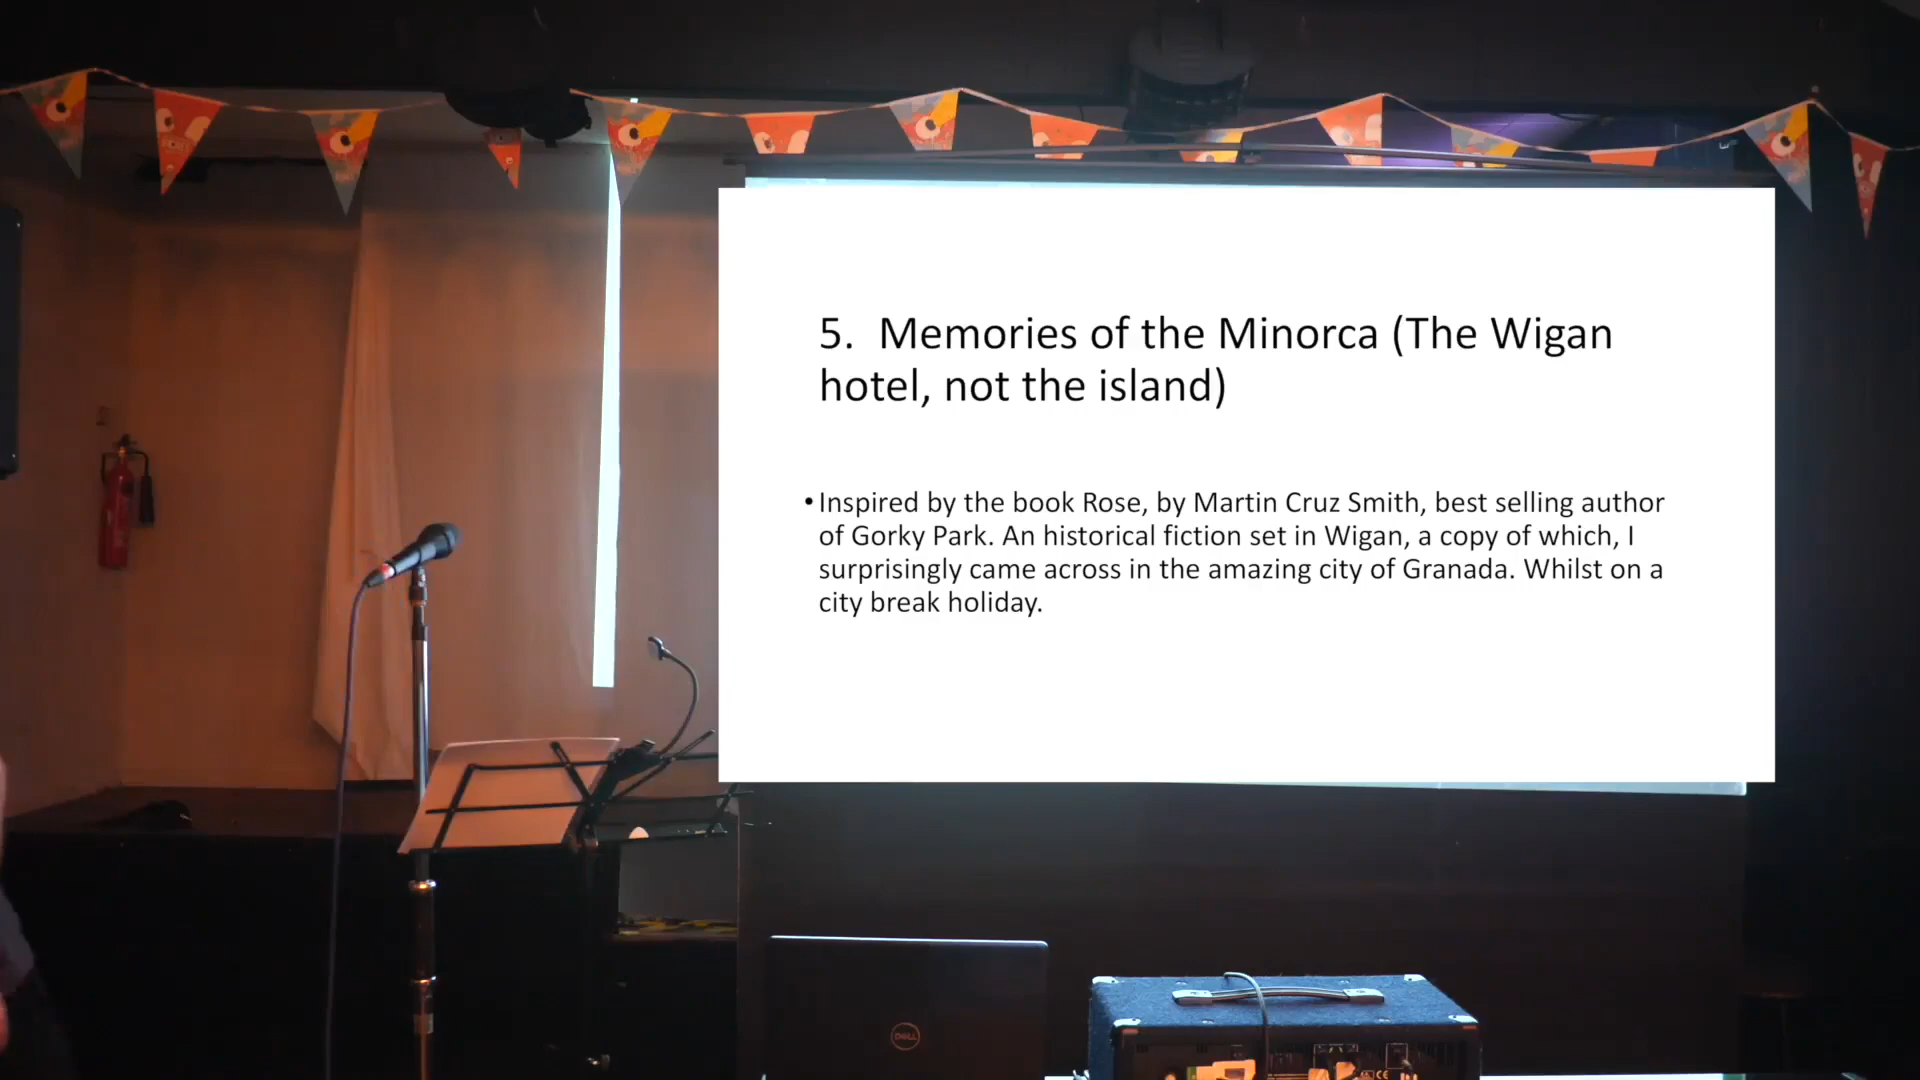 5. Memories of the Minorca (The Wigan
hotel, not the island)
• Inspired by the book Rose, by Martin Cruz Smith, best selling author
of Gorky Park. An historical fiction set in Wigan, a copy of which, I
surprisingly came across in the amazing city of Granada. Whilst on a
city break holiday.
DELL
CE